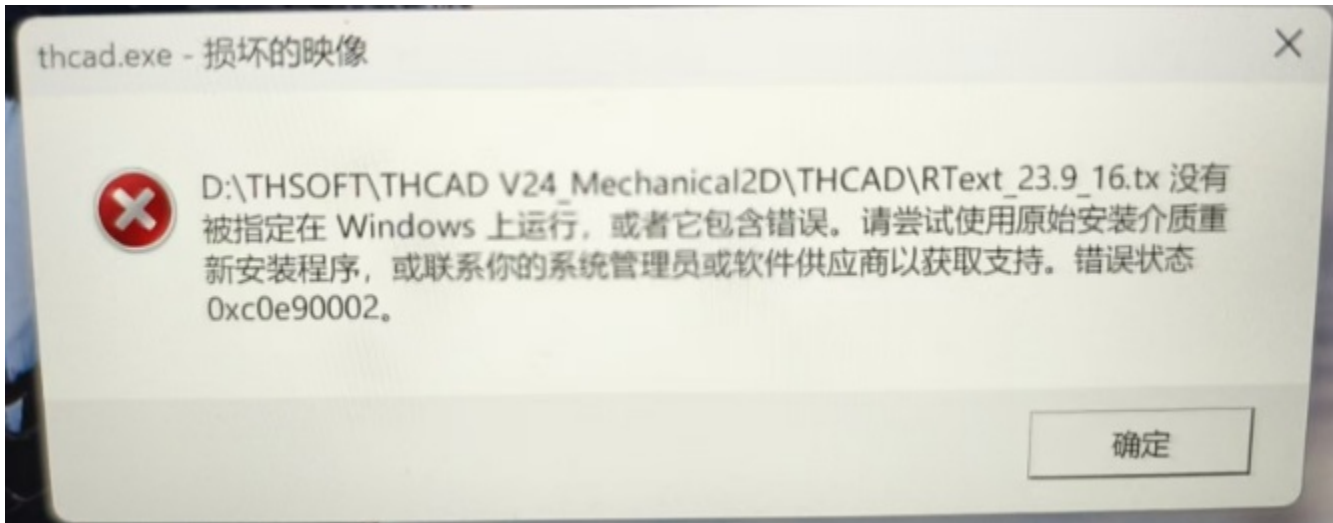 thcad.exe - 损坏的映像
D:\THSOFT\THCAD V24_Mechanical2D\THCAD\RText_23.9_16.tx 没有
被指定在 Windows 上运行，或者它包含错误。请尝试使用原始安装介质重
新安装程序，或联系你的系统管理员或软件供应商以获取支持。错误状态
0xc0e90002。
确定